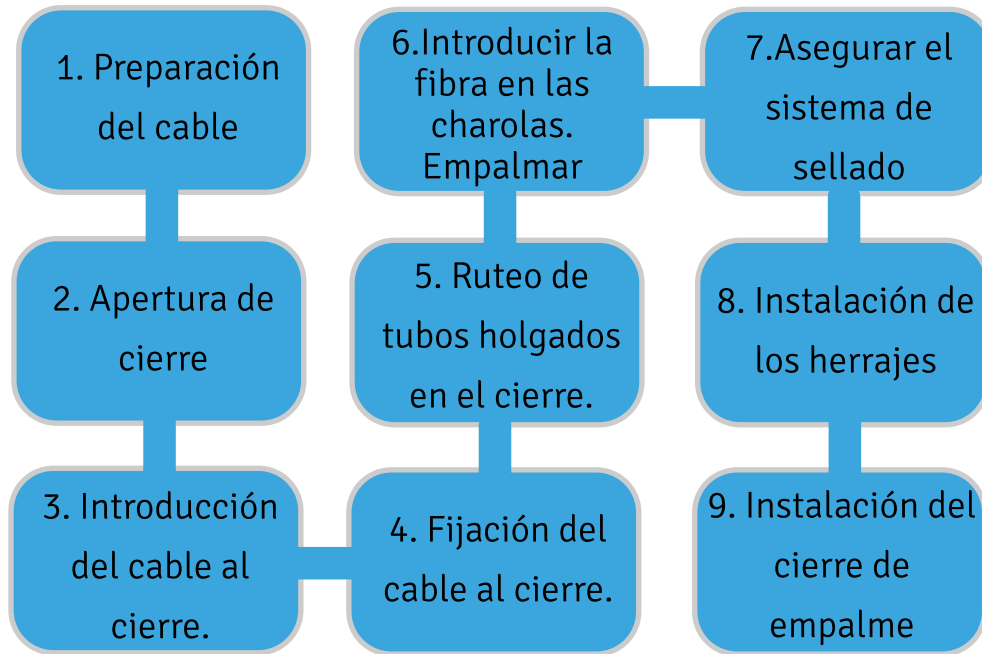 1. Preparación
del cable
2. Apertura de
cierre
3. Introducción
del cable al
cierre.
4. Fijación del
cable al cierre.
5. Ruteo de
tubos holgados
en el cierre.
6.Introducir la
fibra en las
charolas.
Empalmar
7.Asegurar el
sistema de
sellado
8. Instalación de
los herrajes
9. Instalación del
cierre de
empalme